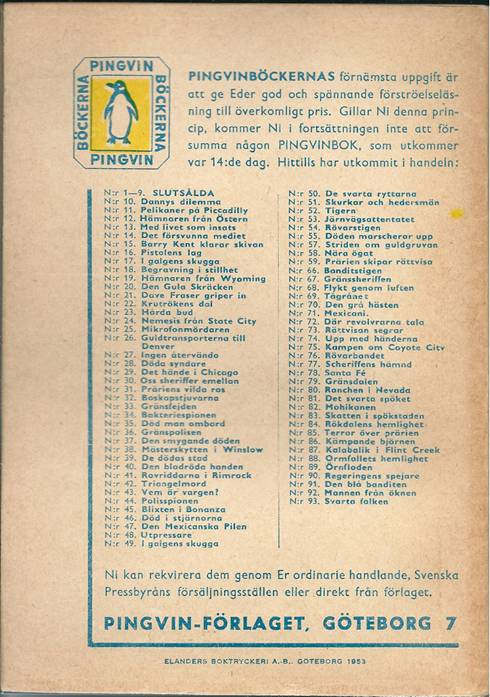 PINGVIN
BÖCKERNA
BÖCKERNA
PINGVIN
PINGVINBÖCKERNAS förnämsta uppgift är
att ge Eder god och spännande förströelseläs-
ning till överkomligt pris. Gillar Ni denna prin-
cip, kommer Ni i fortsättningen inte att för-
summa någon PINGVINBOK, som utkommer
var 14:de dag. Hittills har utkommit i handeln:
N:r 1—9. SLUTSÅLDA
N:r 10. Dannys dilemma
N:r 11. Pelikaner på Piccadilly
N:r 12. Hämnaren från Östern
N:r 13. Med livet som insats
N:r 14. Det försvunna mediet
N:r 15. Barry Kent klarar skivan
N:r 16. Pistolens lag
N:r 17. I galgens skugga
N:r 18. Begravning i stillhet
N:r 19. Hämnaren från Wyoming
N:r 20. Den Gula Skräcken
N:r 21. Dave Fraser griper in
N:r 22. Krutrökens dal
N:r 23. Hårda bud
N:r 24. Nemesis från State City
N:r 25. Mikrofonmördaren
N:r 26. Guldtransporterna till
Denver
N:r 27. Ingen återvändo
N:r 28. Döda syndare
N:r 29. Det hände i Chicago
N:r 30. Oss sheriffer emellan
N:r 31. Präriens vilda ros
N:r 32. Boskapstjuvarna
N:r 33. Gränsfejden
N:r 34. Bakteriespionen
N:r 35. Död man ombord
N:r 36. Gränspolisen
N:r 37. Den smygande döden
N:r 38. Mästerskytten i Winslow
N:r 39. De dödas stad
N:r 40. Den blodröda handen
N:r 41. Rovriddarna i Rimrock
N:r 42. Triangelmord
N:r 43. Vem är vargen?
N:r 44. Polisspionen
N:r 45. Blixten i Bonanza
N:r 46. Död i stjärnorna
N:r 47. Den Mexicanska Pilen
N:r 48. Utpressare
N:r 49. I galgens skugga
N:r 50. De svarta ryttarna
N:r 51. Skurkar och hedersmän
N:r 52. Tigern
N:r 53. Järnvägsattentatet
N:r 54. Rövarstigen
N:r 55. Döden marscherar upp
N:r 57. Striden om guldgruvan
N:r 58. Nära ögat
N:r 59. Prärien skipar rättvisa
N:r 66. Banditstigen
N:r 67. Gränssheriffen
N:r 68. Flykt genom luften
N:r 69. Tågrånet
N:r 70. Den grå hästen
N:r 71. Mexicani.
N:r 72. Där revolvrarna tala
N:r 73. Rättvisan segrar
N:r 74. Upp med händerna
N:r 75. Kampen om Coyote City
N:r 76. Rövarbandet
N:r 77. Scheriffens hämnd
N:r 78. Santa Fé
N:r 79. Gränsdalen
N:r 80. Ranchen i Nevada
N:r 81. Det svarta spöket
N:r 82. Mohikanen
N:r 83. Skatten i spökstaden
N:r 84. Rökdalens hemlighet
N:r 85. Terror över prärien
N:r 86. Kämpande björnen
N:r 87. Kalabalik i Flint Creek
N:r 88. Ormfallets hemlighet
N:r 89. Örnfloden
N:r 90. Regeringens spejare
N:r 91. Den blå banditen
N:r 92. Mannen från öknen
N:r 93. Svarta falken
Ni kan rekvirera dem genom Er ordinarie handlande, Svenska
Pressbyråns försäljningsställen eller direkt från förlaget.
PINGVIN-FÖRLAGET, GÖTEBORG 7
ELANDERS BOKTRYCKERI A.-B., GÖTEBORG 1953